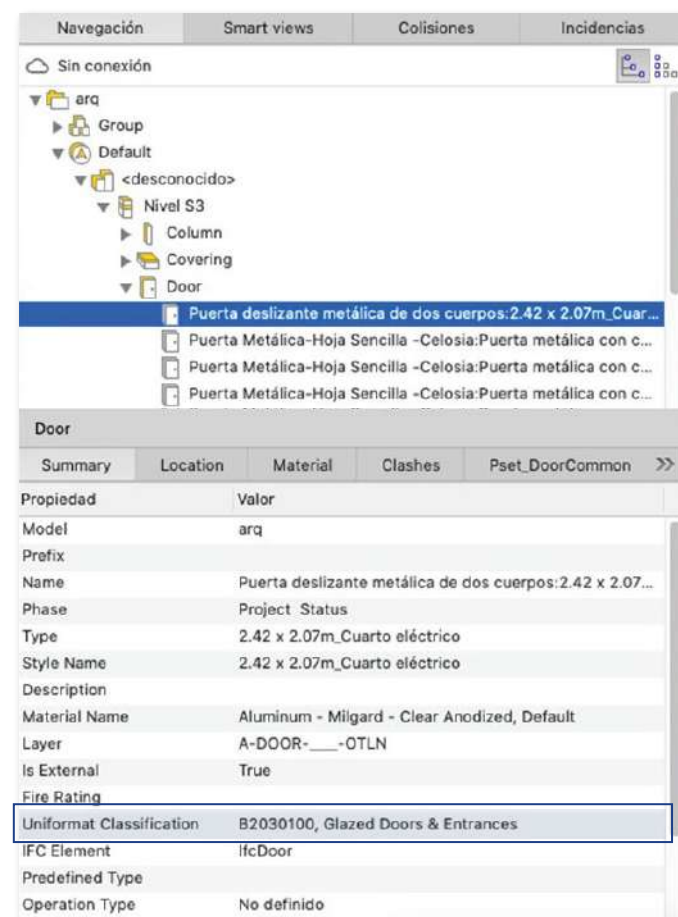 Navegación Smart views Colisiones Incidencias
Sin conexión
arq
Group
Default
<desconocido>
Nivel S3
Column
Covering
Door
Puerta deslizante metálica de dos cuerpos:2.42 x 2.07m_Cuar...
Puerta Metálica-Hoja Sencilla -Celosia:Puerta metálica con c...
Puerta Metálica-Hoja Sencilla -Celosia:Puerta metálica con c...
Puerta Metálica-Hoja Sencilla -Celosia:Puerta metálica con c...
Door
Summary Location Material Clashes Pset_DoorCommon >>
Propiedad Valor
Model arq
Prefix
Name Puerta deslizante metálica de dos cuerpos:2.42 x 2.07...
Phase Project Status
Type 2.42 x 2.07m_Cuarto eléctrico
Style Name 2.42 x 2.07m_Cuarto eléctrico
Description
Material Name Aluminum - Milgard - Clear Anodized, Default
Layer A-DOOR-___-OTLN
Is External True
Fire Rating
Uniformat Classification B2030100, Glazed Doors & Entrances
IFC Element IfcDoor
Predefined Type
Operation Type No definido